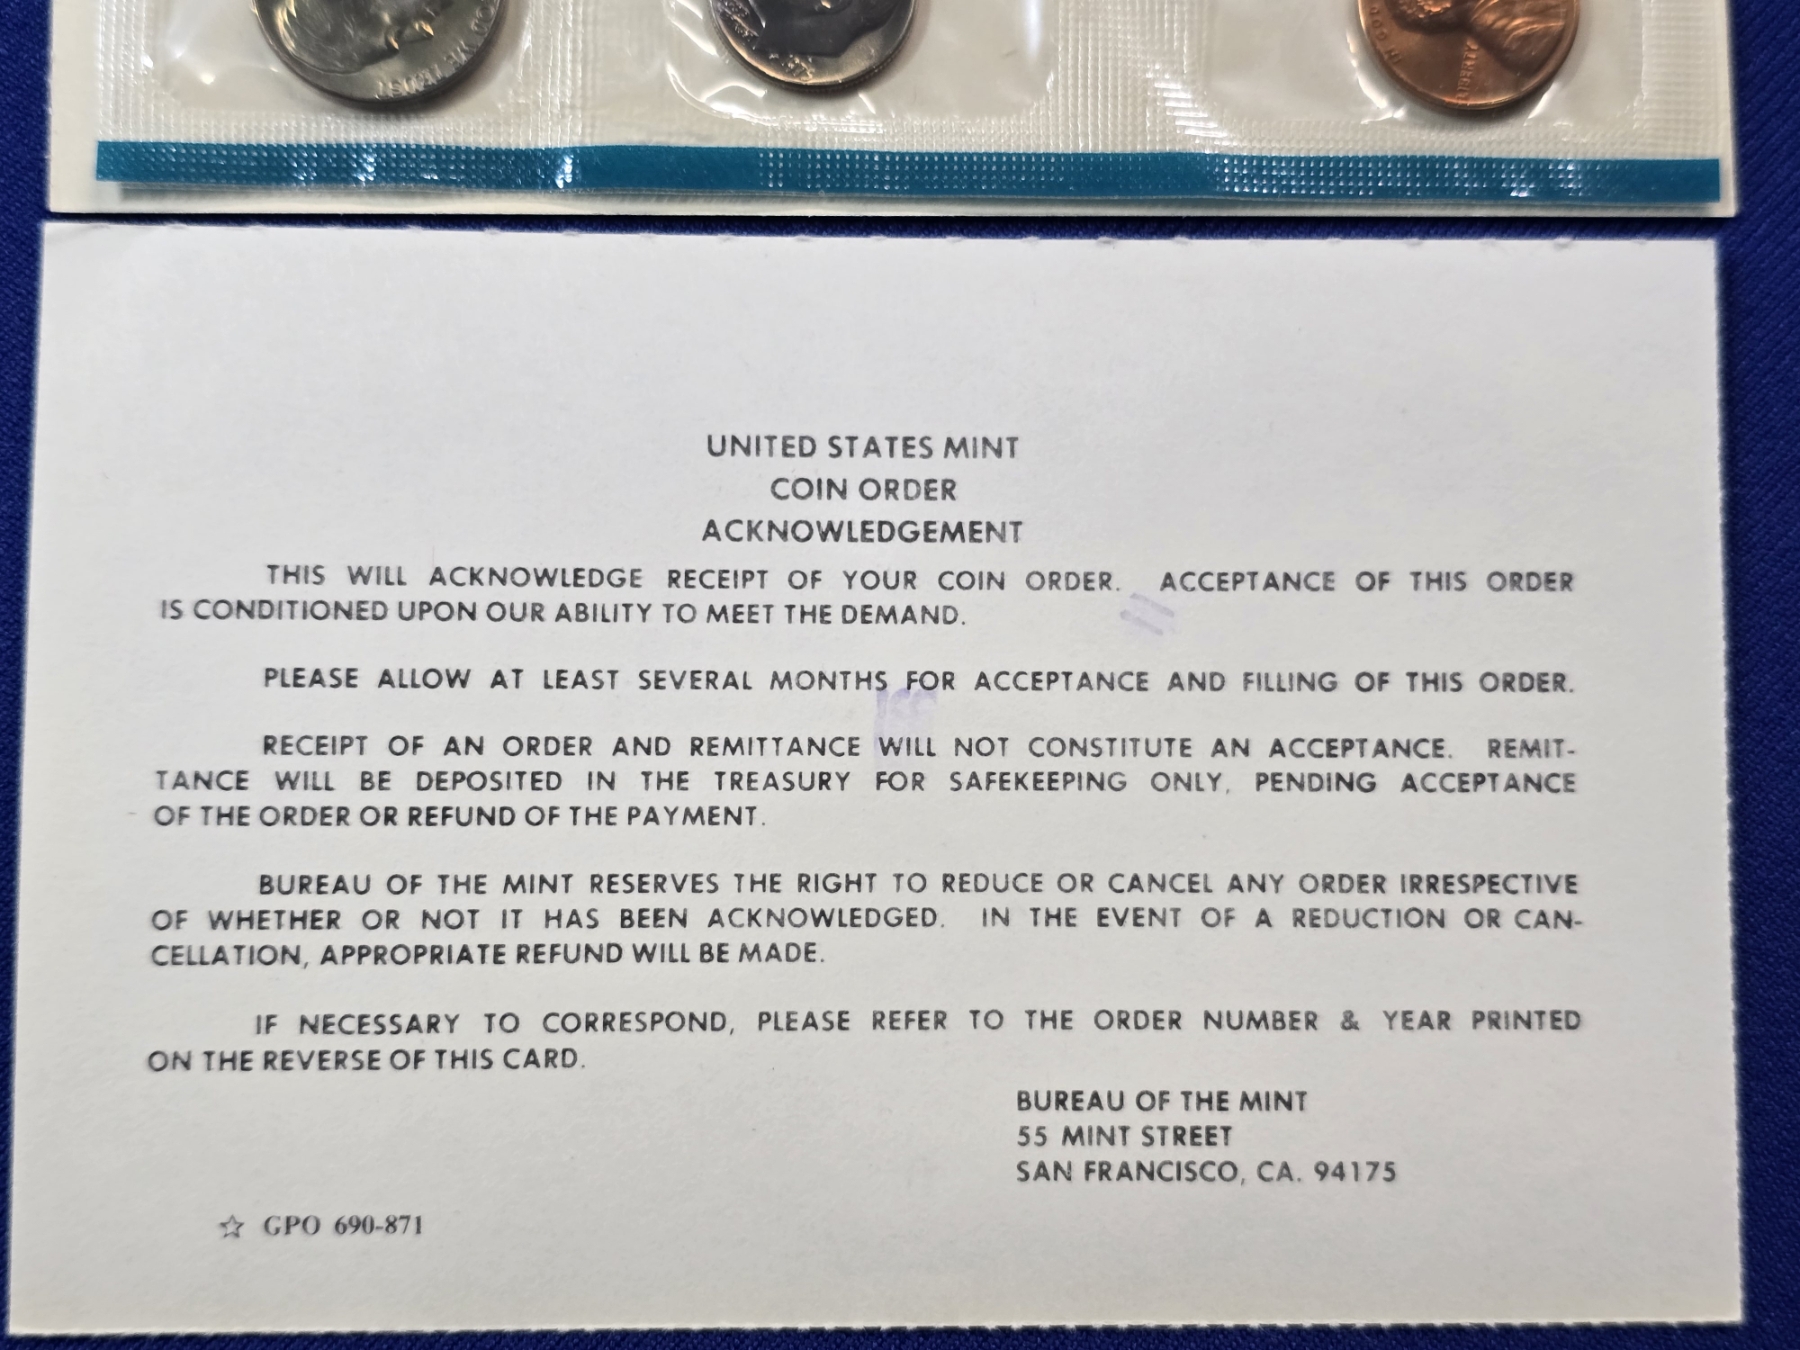 IN GOD
TRUST
UNITED STATES MINT
COIN ORDER
ACKNOWLEDGEMENT
THIS WILL ACKNOWLEDGE RECEIPT OF YOUR COIN ORDER. ACCEPTANCE OF THIS ORDER
IS CONDITIONED UPON OUR ABILITY TO MEET THE DEMAND.
PLEASE ALLOW AT LEAST SEVERAL MONTHS FOR ACCEPTANCE AND FILLING OF THIS ORDER.
RECEIPT OF AN ORDER AND REMITTANCE WILL NOT CONSTITUTE AN ACCEPTANCE. REMIT-
TANCE WILL BE DEPOSITED IN THE TREASURY FOR SAFEKEEPING ONLY, PENDING ACCEPTANCE
OF THE ORDER OR REFUND OF THE PAYMENT.
BUREAU OF THE MINT RESERVES THE RIGHT TO REDUCE OR CANCEL ANY ORDER IRRESPECTIVE
OF WHETHER OR NOT IT HAS BEEN ACKNOWLEDGED. IN THE EVENT OF A REDUCTION OR CAN-
CELLATION, APPROPRIATE REFUND WILL BE MADE.
IF NECESSARY TO CORRESPOND, PLEASE REFER TO THE ORDER NUMBER & YEAR PRINTED
ON THE REVERSE OF THIS CARD.
BUREAU OF THE MINT
55 MINT STREET
SAN FRANCISCO, CA. 94175
☆ GPO 690-871